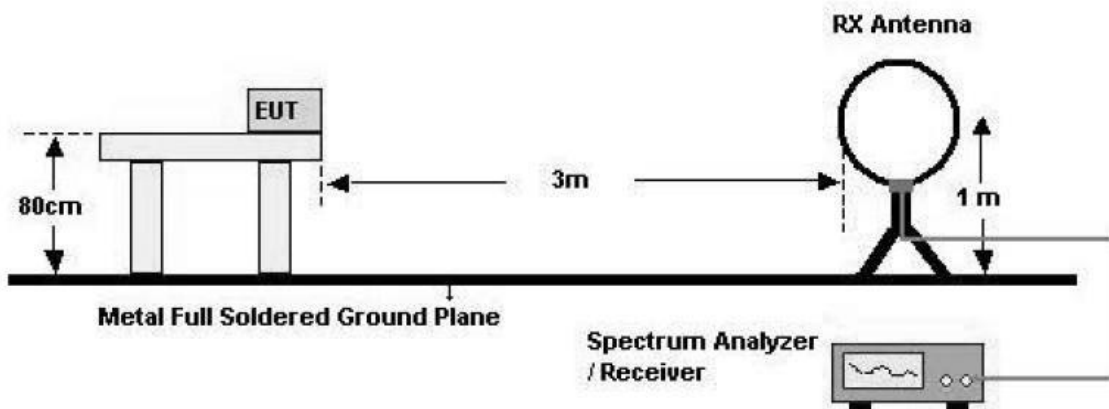 RX Antenna
EUT
80cm
3m
1 m
Metal Full Soldered Ground Plane
Spectrum Analyzer
/ Receiver